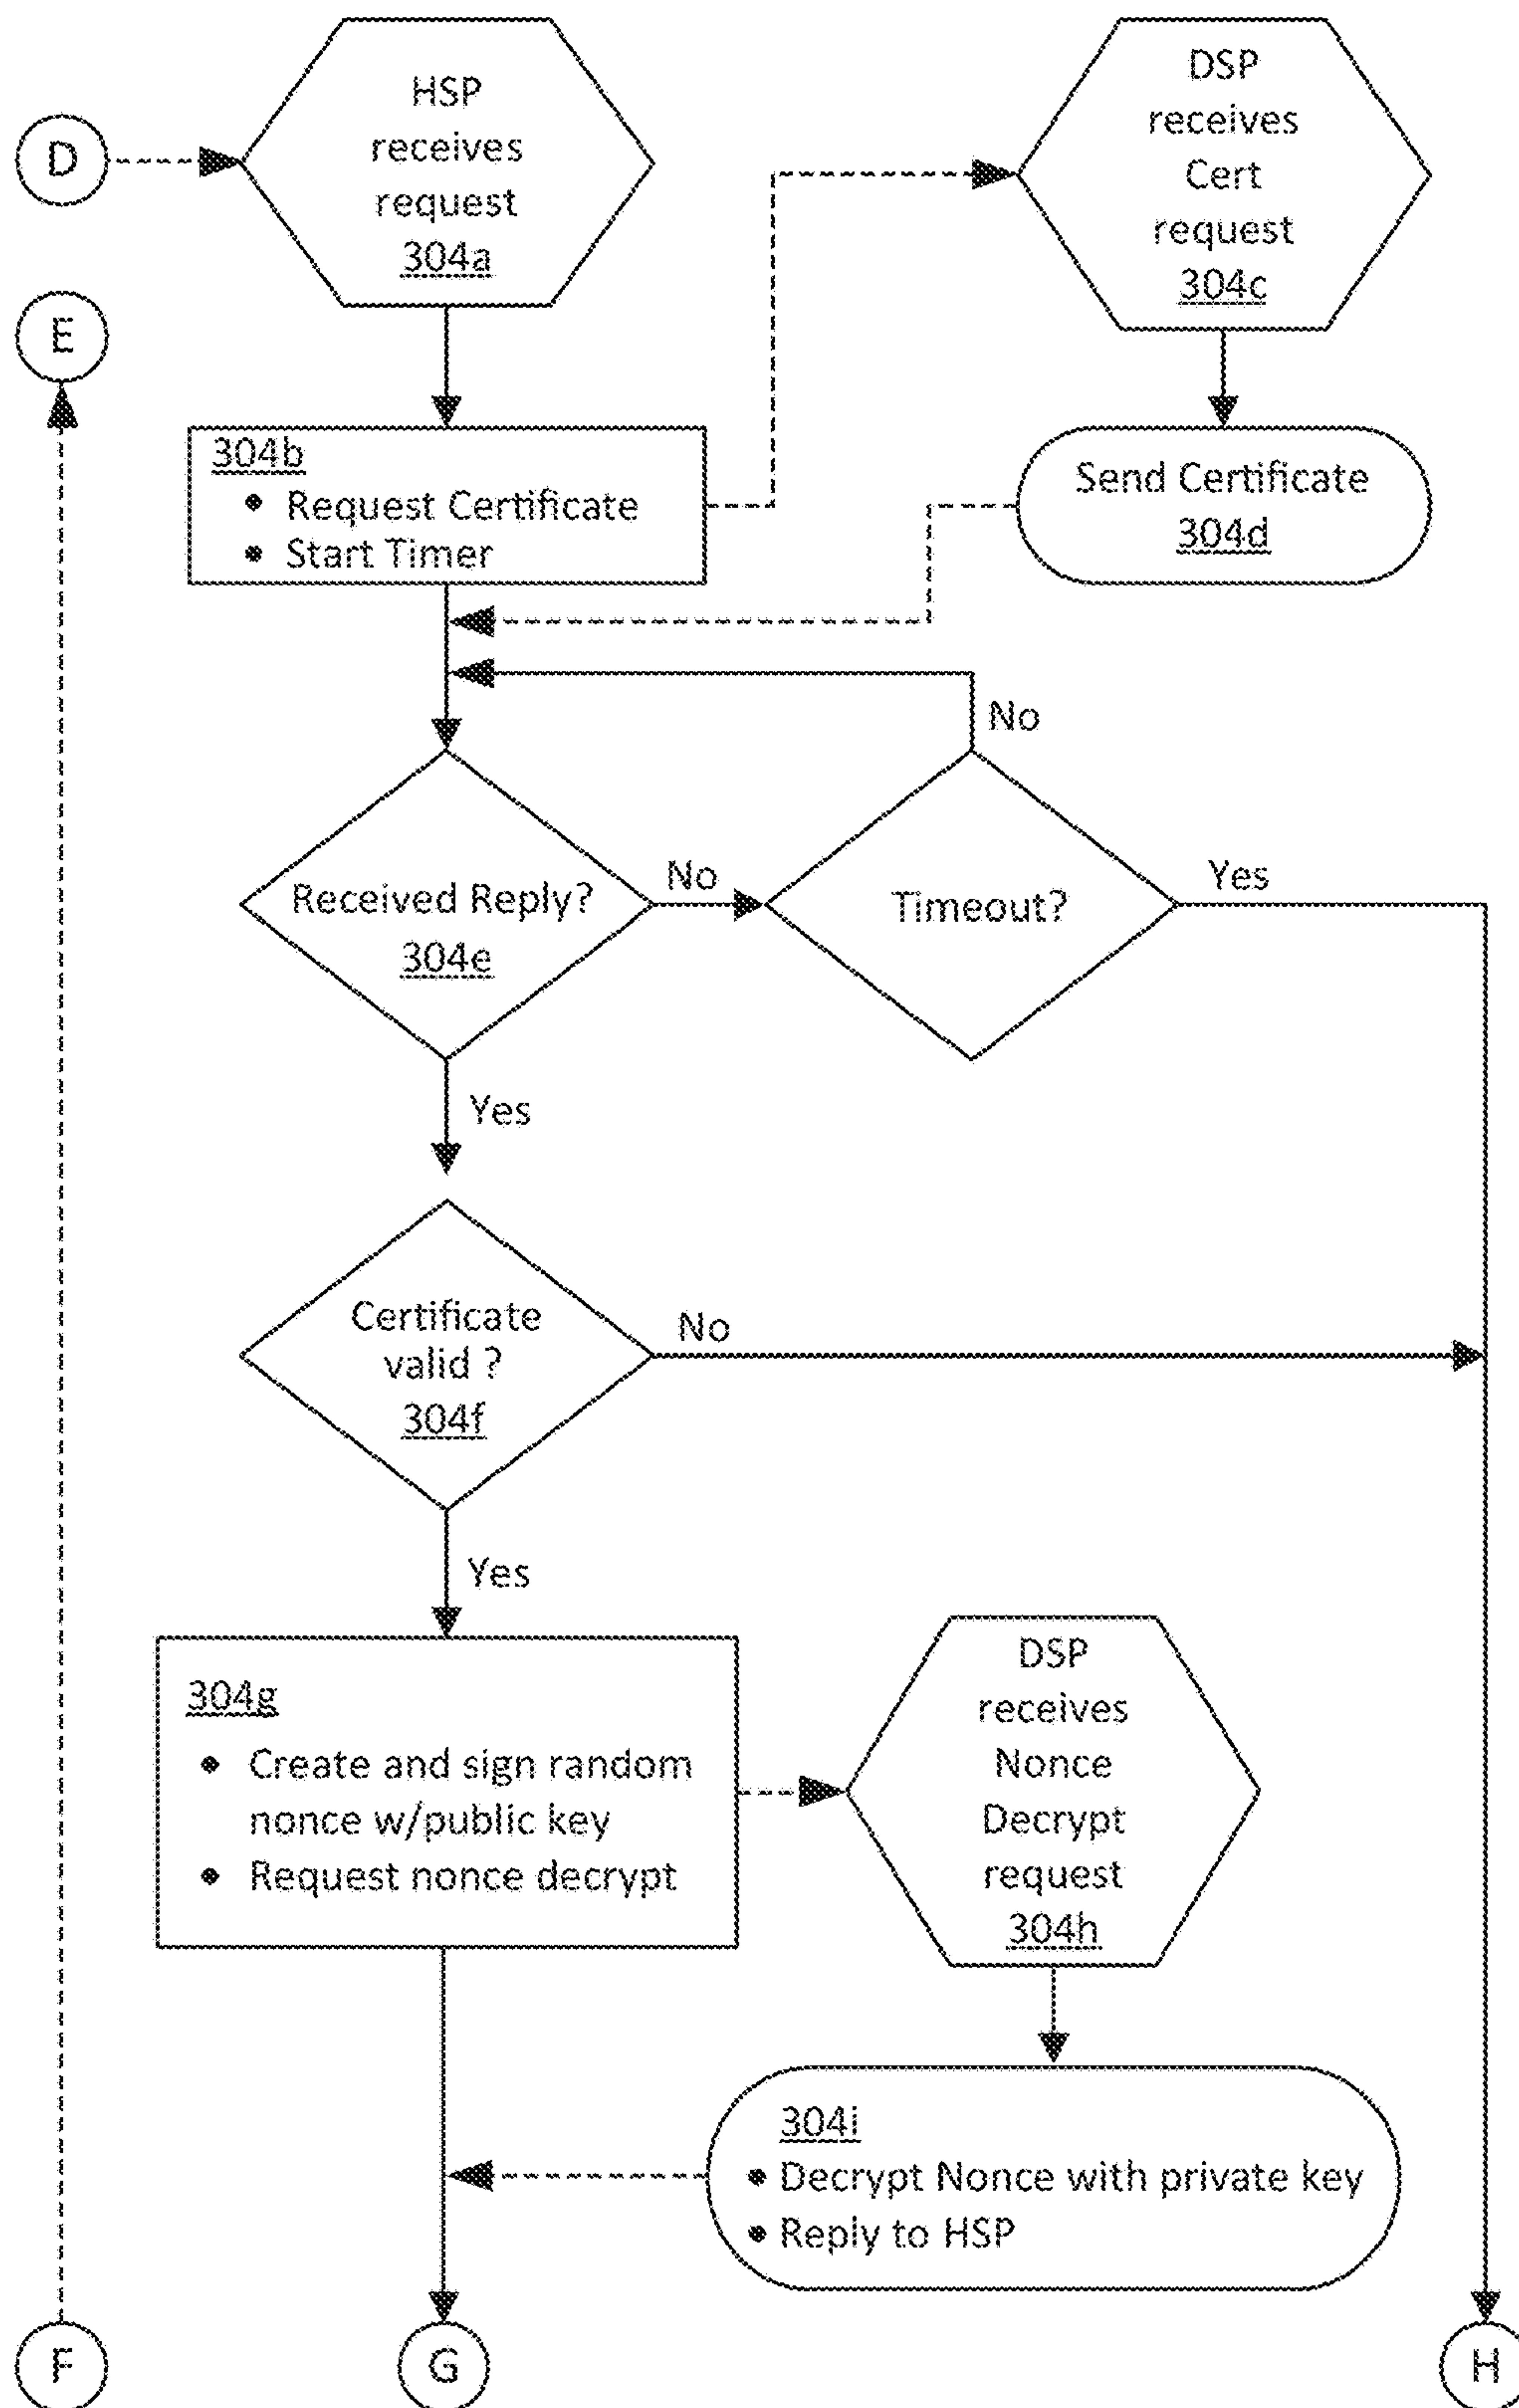 D
HSP
receives
request
304a
DSP
receives
Cert
request
304c
E
304b
• Request Certificate
• Start Timer
Send Certificate
304d
No
Received Reply?
304e
No
Timeout?
Yes
Yes
Certificate
valid ?
304f
No
Yes
304g
• Create and sign random
nonce w/public key
• Request nonce decrypt
DSP
receives
Nonce
Decrypt
request
304h
304i
• Decrypt Nonce with private key
• Reply to HSP
F
G
H